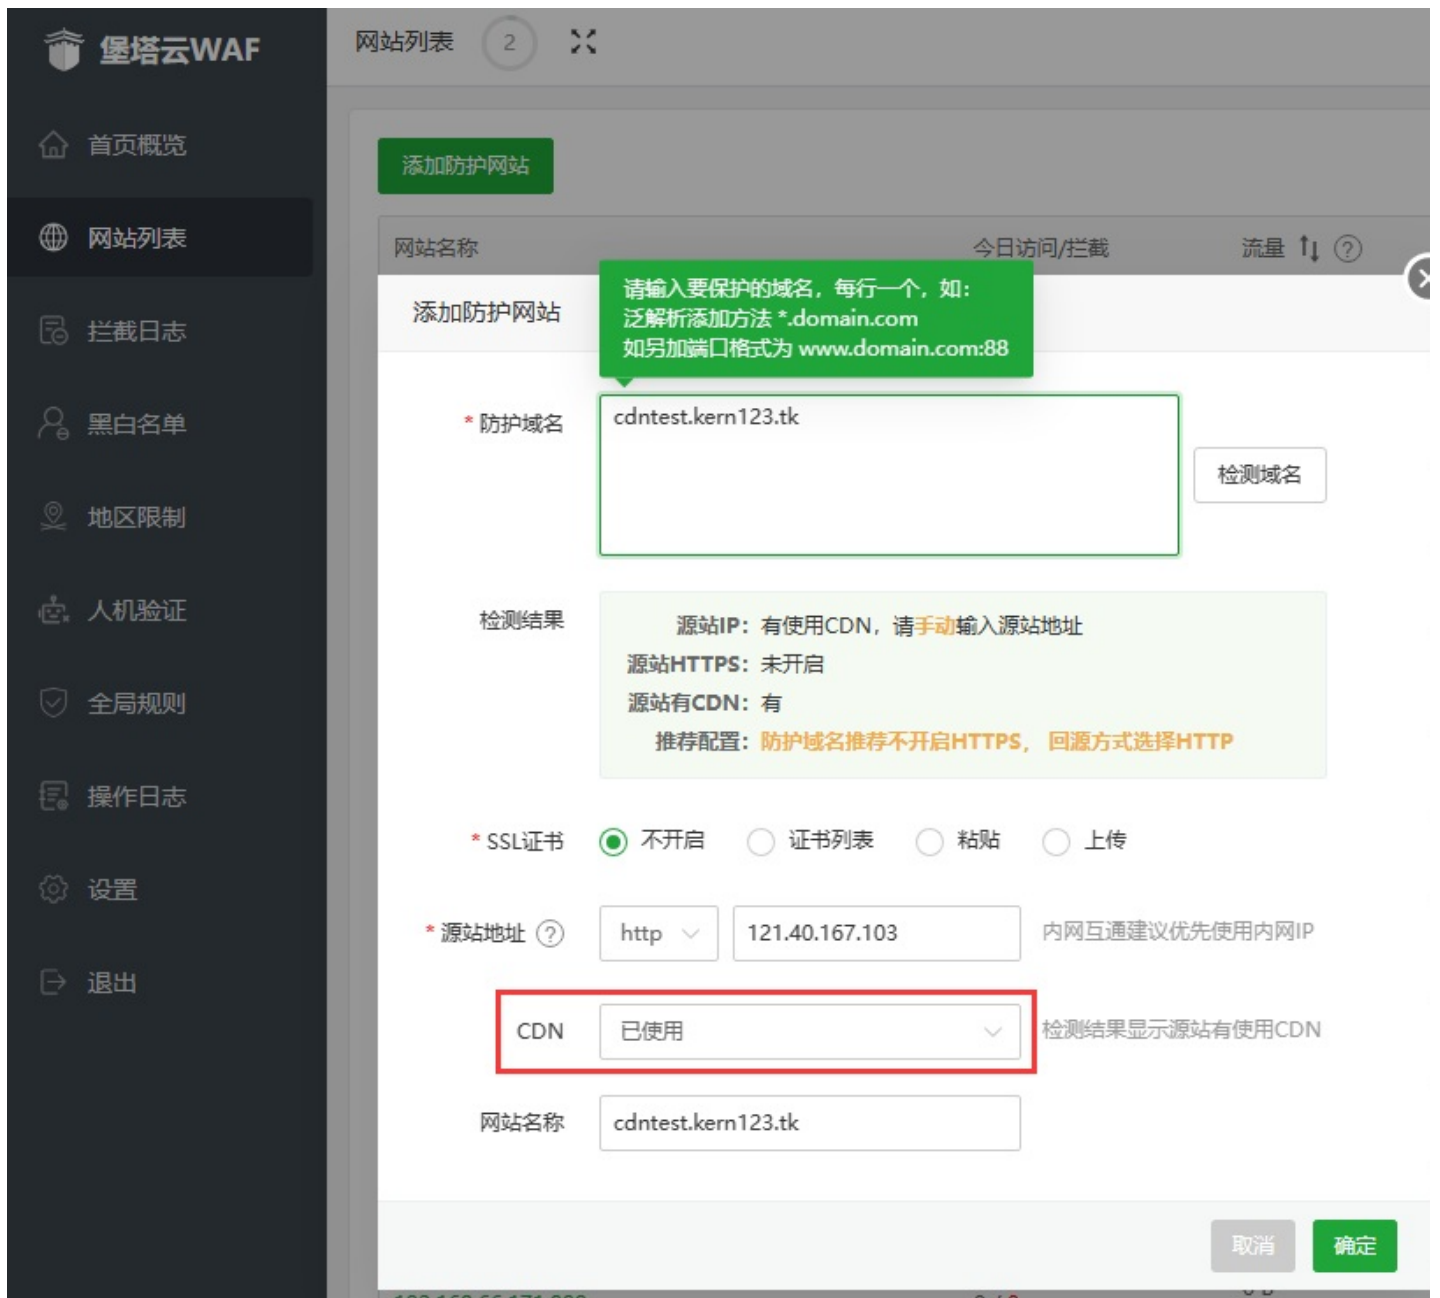 堡塔云WAF
网站列表 2
首页概览
添加防护网站
网站列表
网站名称 今日访问/拦截 流量
请输入要保护的域名，每行一个，如：
泛解析添加方法 *.domain.com
如另加端口格式为 www.domain.com:88
添加防护网站
拦截日志
黑白名单
* 防护域名 cdntest.kern123.tk
检测域名
地区限制
人机验证
检测结果
源站IP：有使用CDN，请手动输入源站地址
源站HTTPS：未开启
源站有CDN：有
推荐配置：防护域名推荐不开启HTTPS， 回源方式选择HTTP
全局规则
操作日志
* SSL证书 不开启 证书列表 粘贴 上传
设置
* 源站地址 ? http 121.40.167.103 内网互通建议优先使用内网IP
退出
CDN 已使用 检测结果显示源站有使用CDN
网站名称 cdntest.kern123.tk
取消 确定